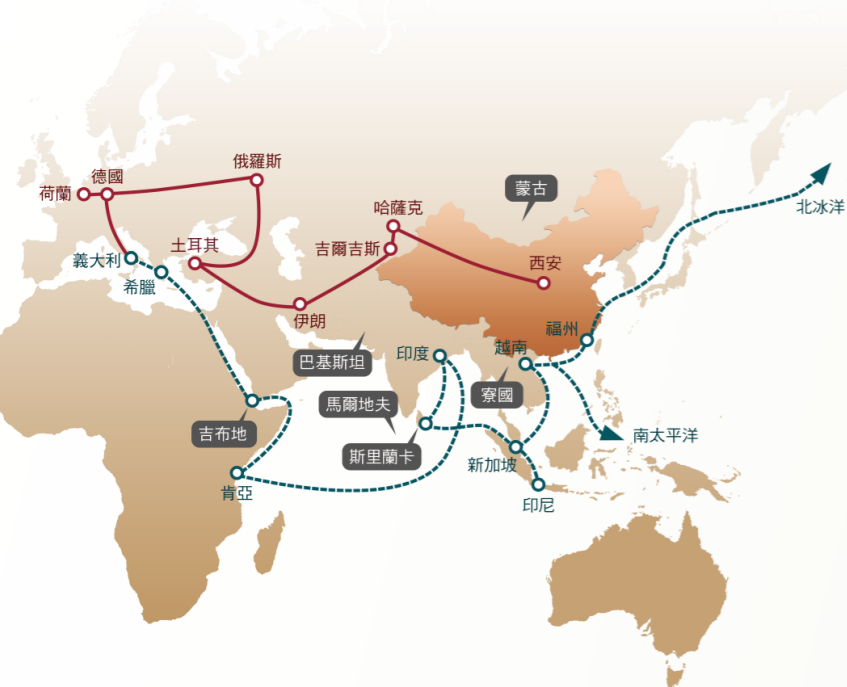 俄羅斯
德國
荷蘭
蒙古
北冰洋
哈薩克
土耳其
吉爾吉斯
義大利
西安
希臘
伊朗
福州
越南
印度
巴基斯坦
寮國
馬爾地夫
吉布地
南太平洋
斯里蘭卡
新加坡
肯亞
印尼